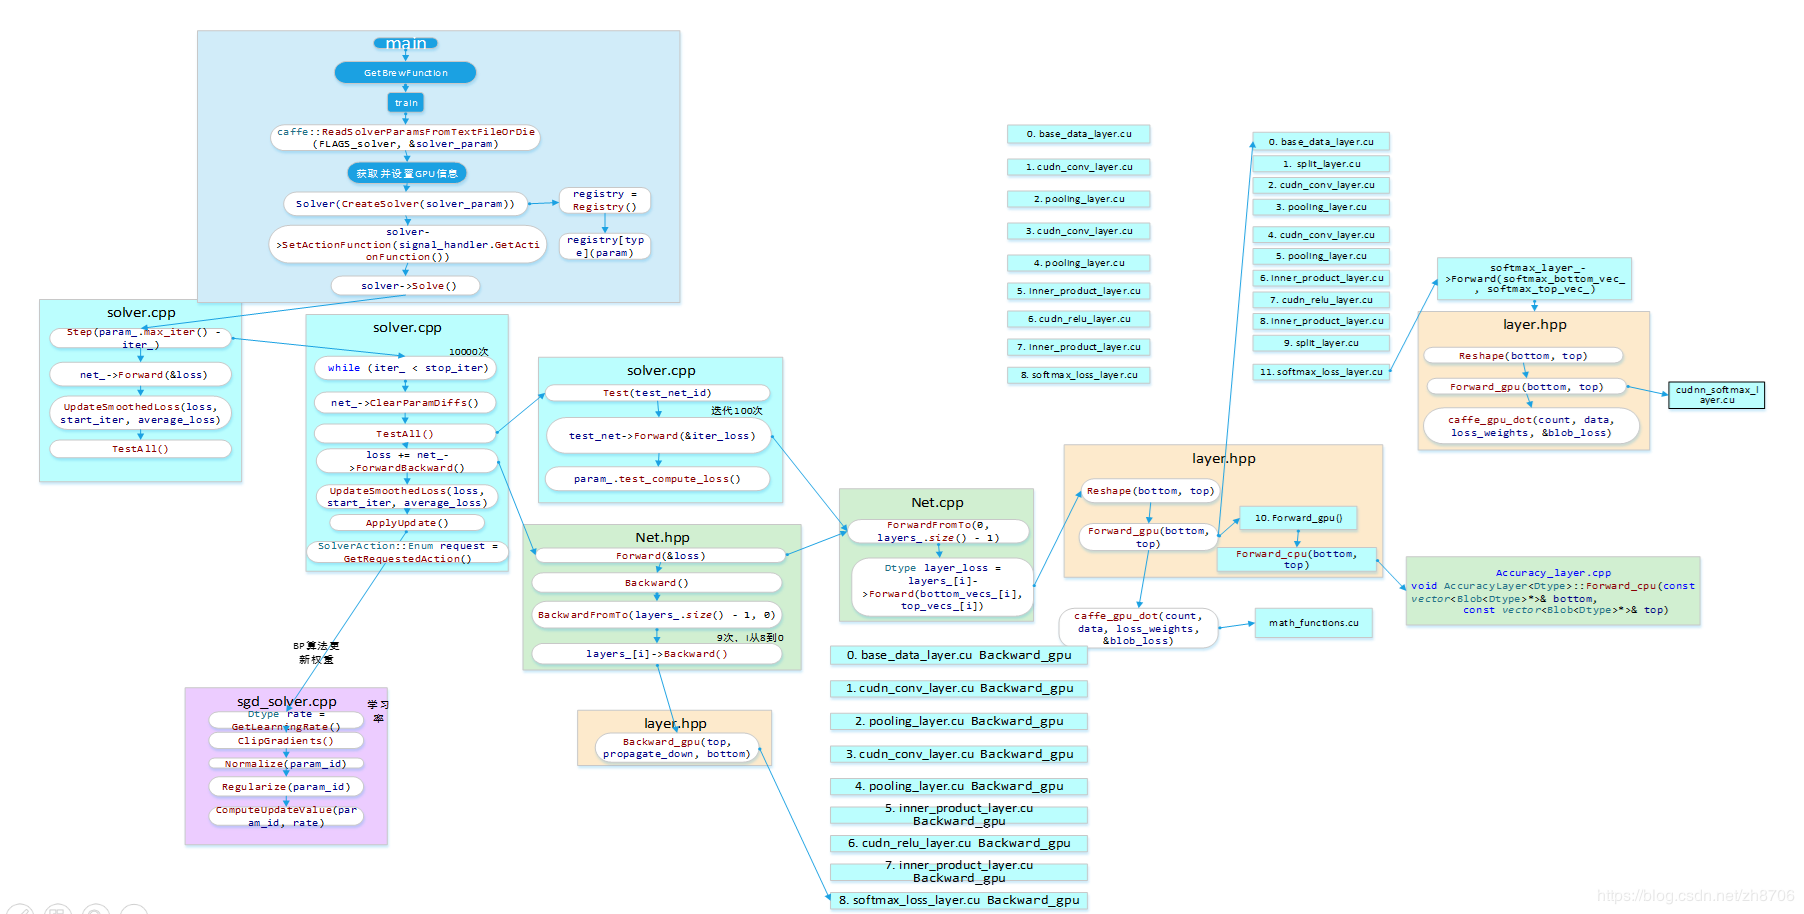 main
GetBrewFunction
train
caffe::ReadSolverParamsFromTextFileOrDie
(FLAGS_solver, &solver_param)
获取并设置GPU信息
Solver(CreateSolver(solver_param))
registry =
Registry()
registry[typ
e](param)
solver-
>SetActionFunction(signal_handler.GetActi
onFunction())
solver->Solve()
solver.cpp
Step(param_.max_iter() -
iter_)
net_->Forward(&loss)
UpdateSmoothedLoss(loss,
start_iter, average_loss)
TestAll()
solver.cpp
10000次
while (iter_ < stop_iter)
net_->ClearParamDiffs()
TestAll()
loss += net_-
>ForwardBackward()
UpdateSmoothedLoss(loss,
start_iter, average_loss)
ApplyUpdate()
SolverAction::Enum request =
GetRequestedAction()
BP算法更
新权重
sgd_solver.cpp
学习
率
Dtype rate =
GetLearningRate()
ClipGradients()
Normalize(param_id)
Regularize(param_id)
ComputeUpdateValue(par
am_id, rate)
solver.cpp
Test(test_net_id)
迭代100次
test_net->Forward(&iter_loss)
param_.test_compute_loss()
Net.hpp
Forward(&loss)
Backward()
BackwardFromTo(layers_.size() - 1, 0)
9次, i从8到0
layers_[i]->Backward()
layer.hpp
Backward_gpu(top,
propagate_down, bottom)
Net.cpp
ForwardFromTo(0,
layers_.size() - 1)
Dtype layer_loss =
layers_[i]-
>Forward(bottom_vecs_[i],
top_vecs_[i])
0. base_data_layer.cu Backward_gpu
1. cudn_conv_layer.cu Backward_gpu
2. pooling_layer.cu Backward_gpu
3. cudn_conv_layer.cu Backward_gpu
4. pooling_layer.cu Backward_gpu
5. inner_product_layer.cu
Backward_gpu
6. cudn_relu_layer.cu Backward_gpu
7. inner_product_layer.cu
Backward_gpu
8. softmax_loss_layer.cu Backward_gpu
0. base_data_layer.cu
1. cudn_conv_layer.cu
2. pooling_layer.cu
3. cudn_conv_layer.cu
4. pooling_layer.cu
5. inner_product_layer.cu
6. cudn_relu_layer.cu
7. inner_product_layer.cu
8. softmax_loss_layer.cu
layer.hpp
Reshape(bottom, top)
Forward_gpu(bottom,
top)
10. Forward_gpu()
Forward_cpu(bottom,
top)
caffe_gpu_dot(count,
data, loss_weights,
&blob_loss)
math_functions.cu
0. base_data_layer.cu
1. split_layer.cu
2. cudn_conv_layer.cu
3. pooling_layer.cu
4. cudn_conv_layer.cu
5. pooling_layer.cu
6. inner_product_layer.cu
7. cudn_relu_layer.cu
8. inner_product_layer.cu
9. split_layer.cu
11. softmax_loss_layer.cu
softmax_layer_-
>Forward(softmax_bottom_vec_
, softmax_top_vec_)
layer.hpp
Reshape(bottom, top)
Forward_gpu(bottom, top)
caffe_gpu_dot(count, data,
loss_weights, &blob_loss)
cudnn_softmax_l
ayer.cu
Accuracy_layer.cpp
void AccuracyLayer<Dtype>::Forward_cpu(const
vector<Blob<Dtype>*>& bottom,
const vector<Blob<Dtype>*>& top)
https://blog.csdn.net/zh8706